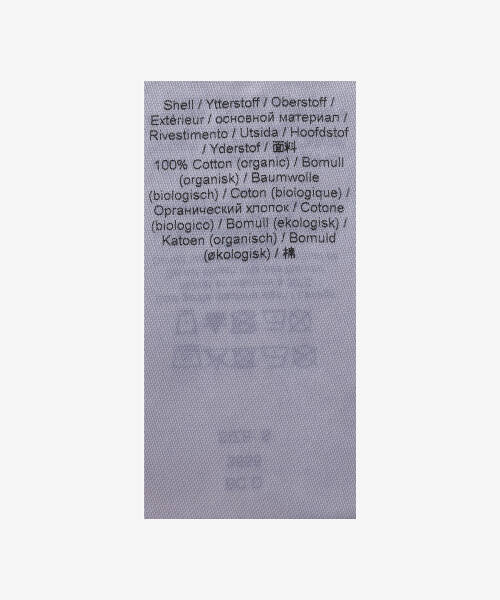 Shell / Ytterstoff / Oberstoff /
Extérieur / основной материал /
Rivestimento / Utsida / Hoofdstof
/ Yderstof / 面料
100% Cotton (organic) / Bomull
(organisk) / Baumwolle
(biologisch) / Coton (biologique) /
Органический хлопок / Cotone
(biologico) / Bomull (ekologisk) /
Katoen (organisch) / Bomuld
(økologisk) / 棉